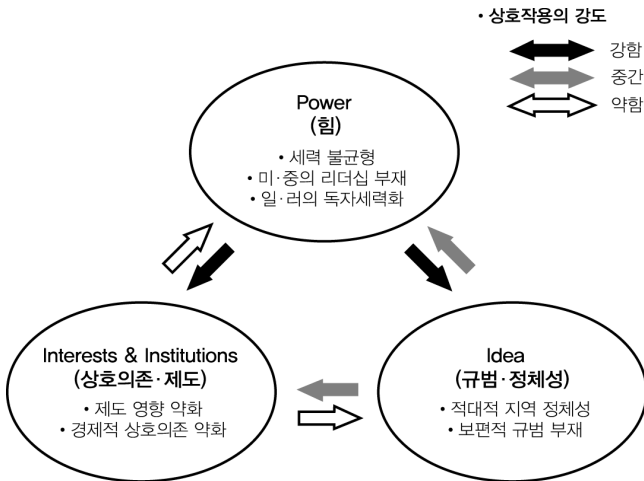 • 상호작용의 강도
강함
중간
약함
Power
(힘)
• 세력 불균형
• 미·중의 리더십 부재
• 일·러의 독자세력화
Interests & Institutions
(상호의존·제도)
• 제도 영향 약화
• 경제적 상호의존 약화
Idea
(규범·정체성)
• 적대적 지역 정체성
• 보편적 규범 부재